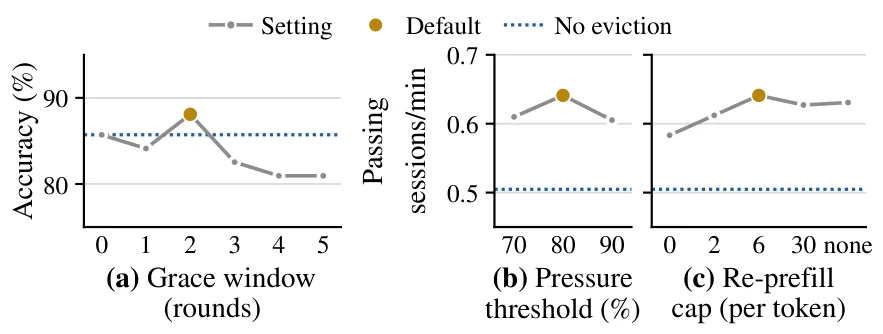 Setting Default No eviction
Accuracy (%)
90
80
0 1 2 3 4 5
(a) Grace window
(rounds)
Passing
sessions/min
0.7
0.6
0.5
70 80 90
(b) Pressure
threshold (%)
0 2 6 30 none
(c) Re-prefill
cap (per token)